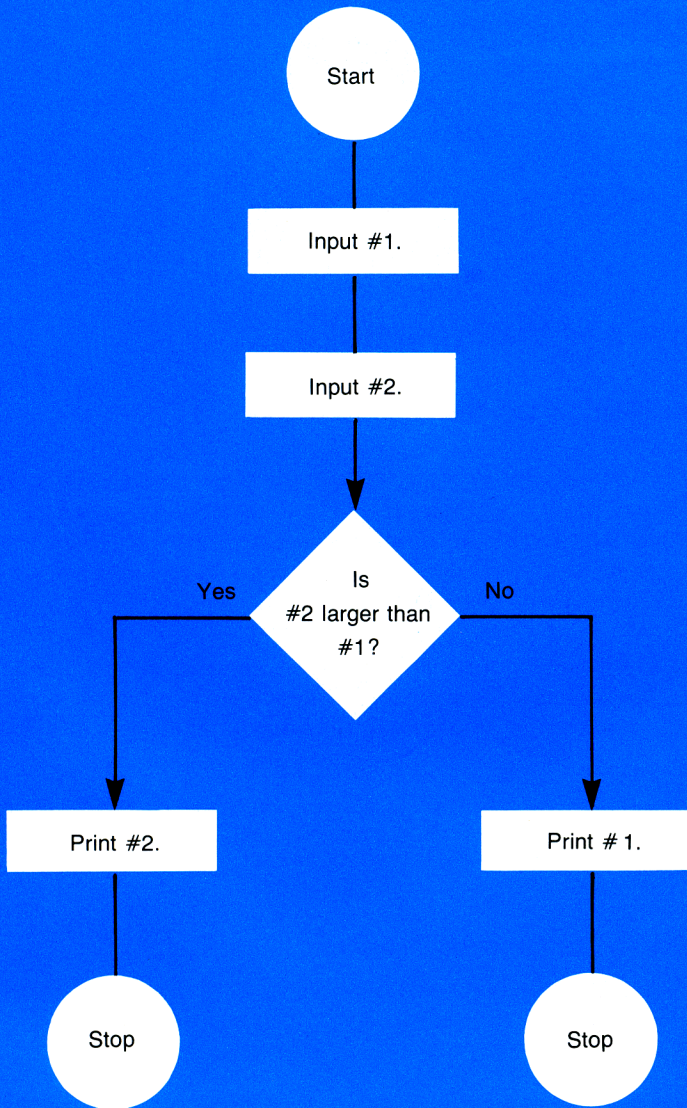 Start
Input #1.
Input #2.
Is
#2 larger than
#1?
Yes
No
Print #2.
Print # 1.
Stop
Stop